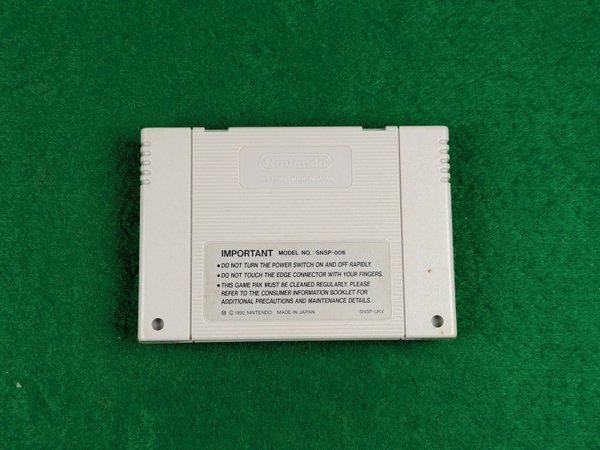 Nintendo
IMPORTANT MODEL NO. : SNSP-006
• DO NOT TURN THE POWER SWITCH ON AND OFF RAPIDLY.
• DO NOT TOUCH THE EDGE CONNECTOR WITH YOUR FINGERS.
• THIS GAME PAK MUST BE CLEANED REGULARLY. PLEASE
REFER TO THE CONSUMER INFORMATION BOOKLET FOR
ADDITIONAL PRECAUTIONS AND MAINTENANCE DETAILS.
Ⓜ © 1992 NINTENDO MADE IN JAPAN SNSP-UKV